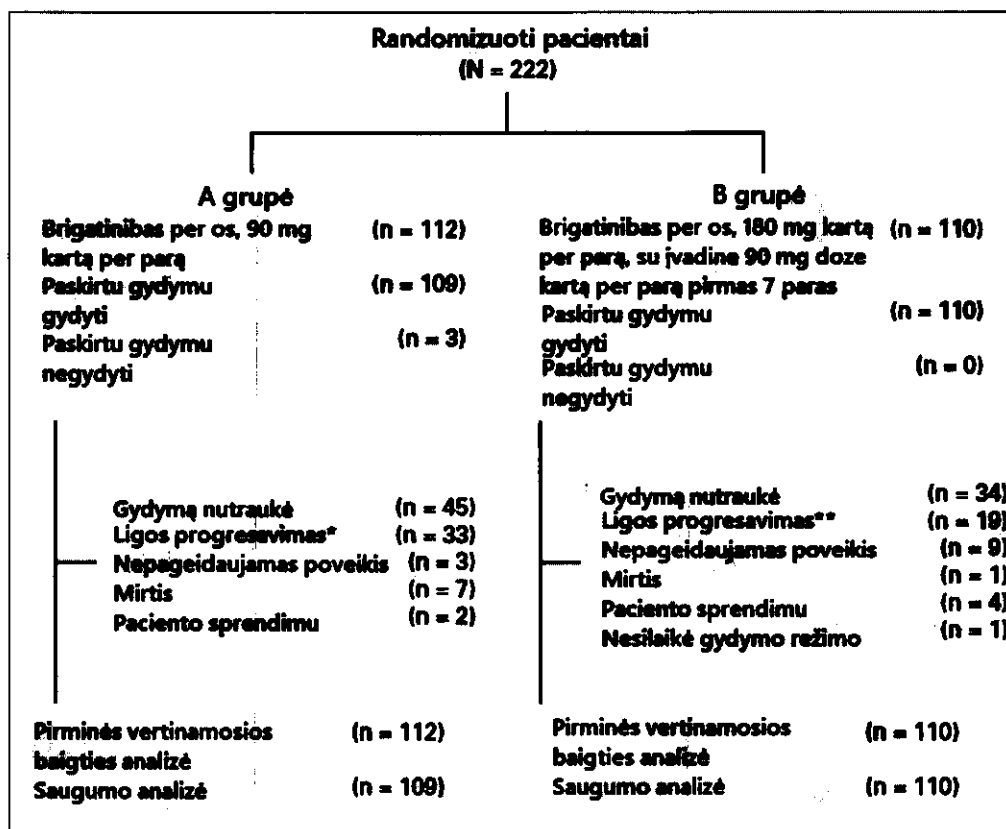 Randomizuoti pacientai
(N = 222)
A grupė
Brigatinibas per os, 90 mg (n = 112)
kartą per parą
Paskirtu gydymu (n = 109)
gydyti
Paskirtu gydymu (n = 3)
negydyti
B grupė
Brigatinibas per os, 180 mg kartą (n = 110)
per parą, su įvadine 90 mg doze
kartą per parą pirmas 7 paras
Paskirtu gydymu (n = 110)
gydyti
Paskirtu gydymu (n = 0)
negydyti
Gydymą nutraukė (n = 45)
Ligos progresavimas* (n = 33)
Nepageidaujamas poveikis (n = 3)
Mirtis (n = 7)
Paciento sprendimu (n = 2)
Gydymą nutraukė (n = 34)
Ligos progresavimas** (n = 19)
Nepageidaujamas poveikis (n = 9)
Mirtis (n = 1)
Paciento sprendimu (n = 4)
Nesilaikė gydymo režimo (n = 1)
Pirminės vertinamosios (n = 112)
baigties analizė
Saugumo analizė (n = 109)
Pirminės vertinamosios (n = 110)
baigties analizė
Saugumo analizė (n = 110)